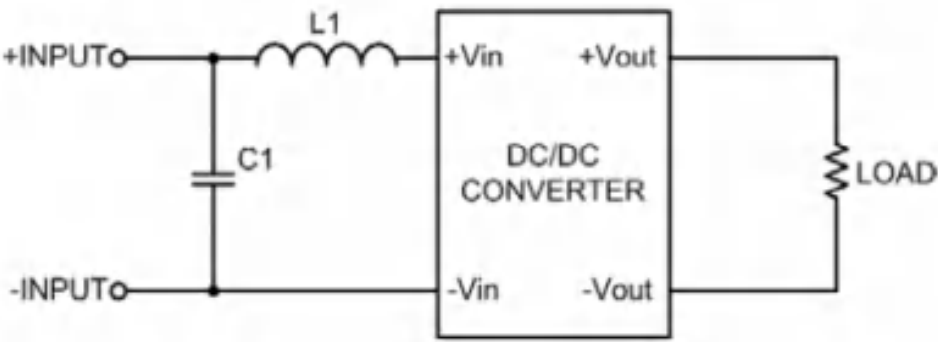 L1
+INPUT
+Vin
+Vout
C1
DC/DC
CONVERTER
LOAD
-INPUT
-Vin
-Vout